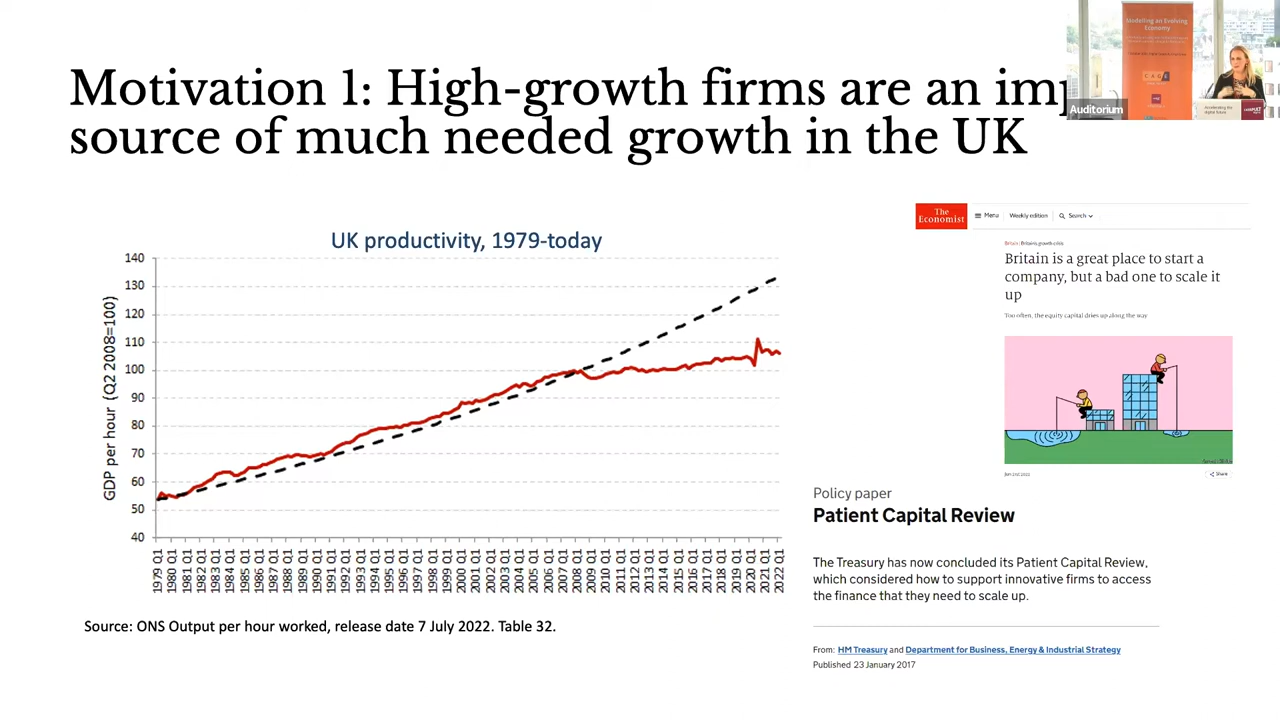 Motivation 1: High-growth firms are an imp
source of much needed growth in the UK
Modelling an Evolving
Economy
CAGE
Auditorium
Accelerating the
digital future
UK productivity, 1979-today
GDP per hour (Q2 2008=100)
140
130
120
110
100
90
80
70
60
50
40
1979 Q1
1980 Q1
1981 Q1
1982 Q1
1983 Q1
1984 Q1
1985 Q1
1986 Q1
1987 Q1
1988 Q1
1989 Q1
1990 Q1
1991 Q1
1992 Q1
1993 Q1
1994 Q1
1995 Q1
1996 Q1
1997 Q1
1998 Q1
1999 Q1
2000 Q1
2001 Q1
2002 Q1
2003 Q1
2004 Q1
2005 Q1
2006 Q1
2007 Q1
2008 Q1
2009 Q1
2010 Q1
2011 Q1
2012 Q1
2013 Q1
2014 Q1
2015 Q1
2016 Q1
2017 Q1
2018 Q1
2019 Q1
2020 Q1
2021 Q1
2022 Q1
Source: ONS Output per hour worked, release date 7 July 2022. Table 32.
The
Economist
Menu Weekly edition Search
Britain | Britain's growth crisis
Britain is a great place to start a
company, but a bad one to scale it
up
Too often, the equity capital dries up along the way
Share
Policy paper
Patient Capital Review
The Treasury has now concluded its Patient Capital Review,
which considered how to support innovative firms to access
the finance that they need to scale up.
From: HM Treasury and Department for Business, Energy & Industrial Strategy
Published 23 January 2017